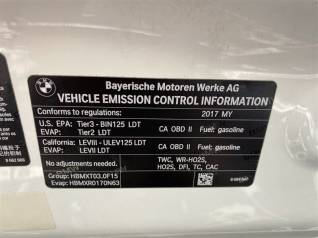 Bayerische Motoren Werke AG
VEHICLE EMISSION CONTROL INFORMATION
Conforms to regulations: 2017 MY
U.S. EPA: Tier3 - BIN125 LDT CA OBD II Fuel: gasoline
EVAP: Tier2 LDT
California: LEVIII - ULEV125 LDT CA OBD II Fuel: gasoline
EVAP: LEVII LDT
No adjustments needed. TWC, WR-HO2S,
HO2S, DFI, TC, CAC
Group: HBMXT03.0F15
Evap: HBMXR0170N63